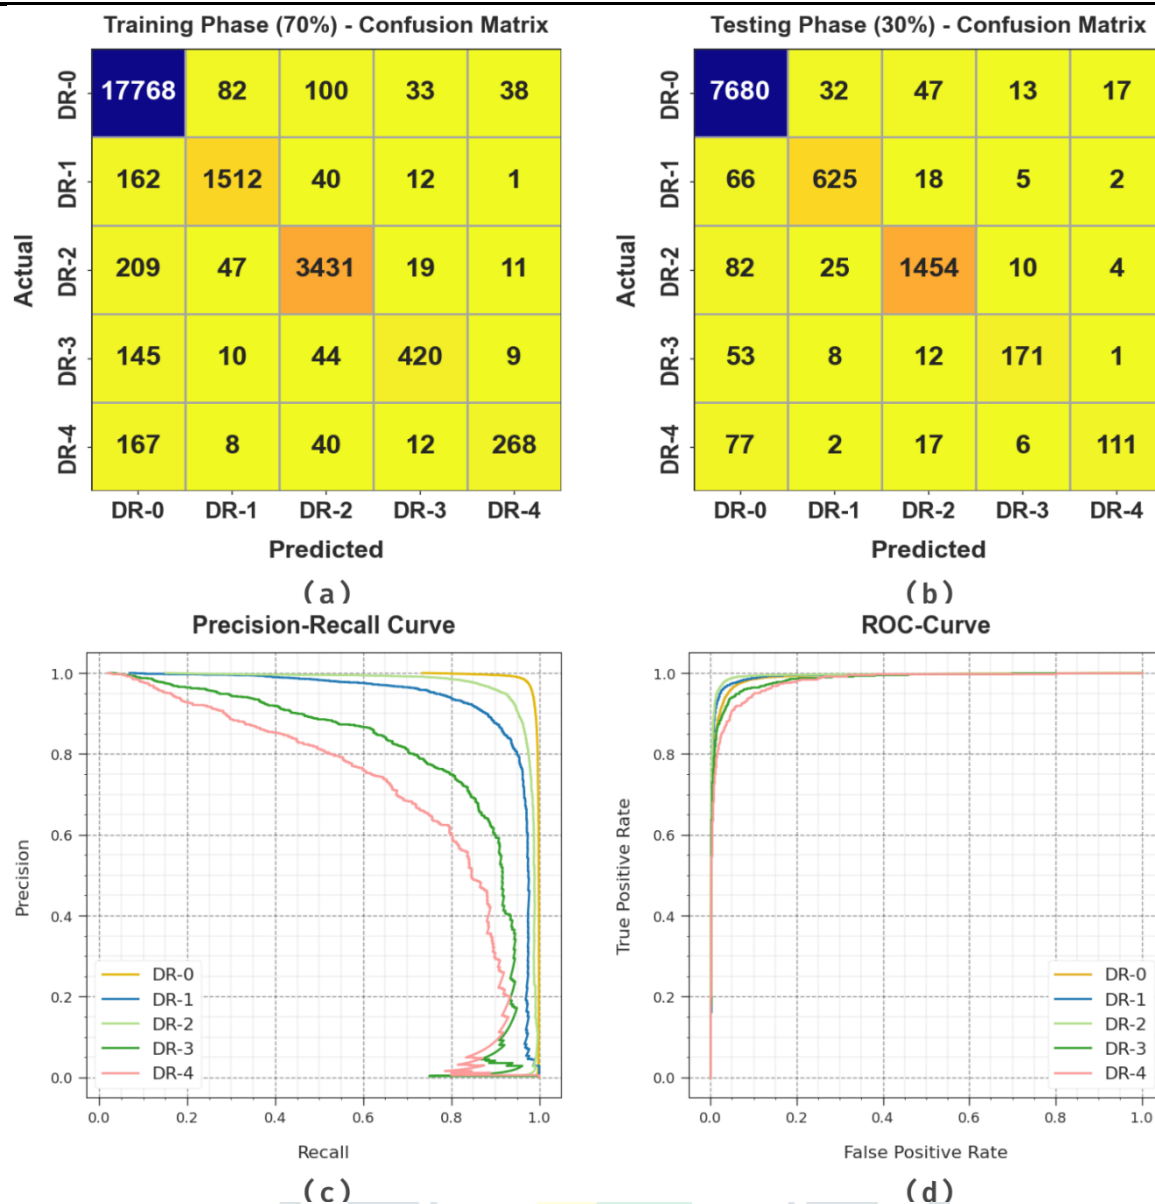 Training Phase (70%) - Confusion Matrix
Actual
DR-0 17768 82 100 33 38
DR-1 162 1512 40 12 1
DR-2 209 47 3431 19 11
DR-3 145 10 44 420 9
DR-4 167 8 40 12 268
DR-0 DR-1 DR-2 DR-3 DR-4
Predicted
(a)
Testing Phase (30%) - Confusion Matrix
Actual
DR-0 7680 32 47 13 17
DR-1 66 625 18 5 2
DR-2 82 25 1454 10 4
DR-3 53 8 12 171 1
DR-4 77 2 17 6 111
DR-0 DR-1 DR-2 DR-3 DR-4
Predicted
(b)
Precision-Recall Curve
Precision
1.0
0.8
0.6
0.4
0.2
0.0
DR-0
DR-1
DR-2
DR-3
DR-4
0.0 0.2 0.4 0.6 0.8 1.0
Recall
(c)
ROC-Curve
True Positive Rate
1.0
0.8
0.6
0.4
0.2
0.0
DR-0
DR-1
DR-2
DR-3
DR-4
0.0 0.2 0.4 0.6 0.8 1.0
False Positive Rate
(d)